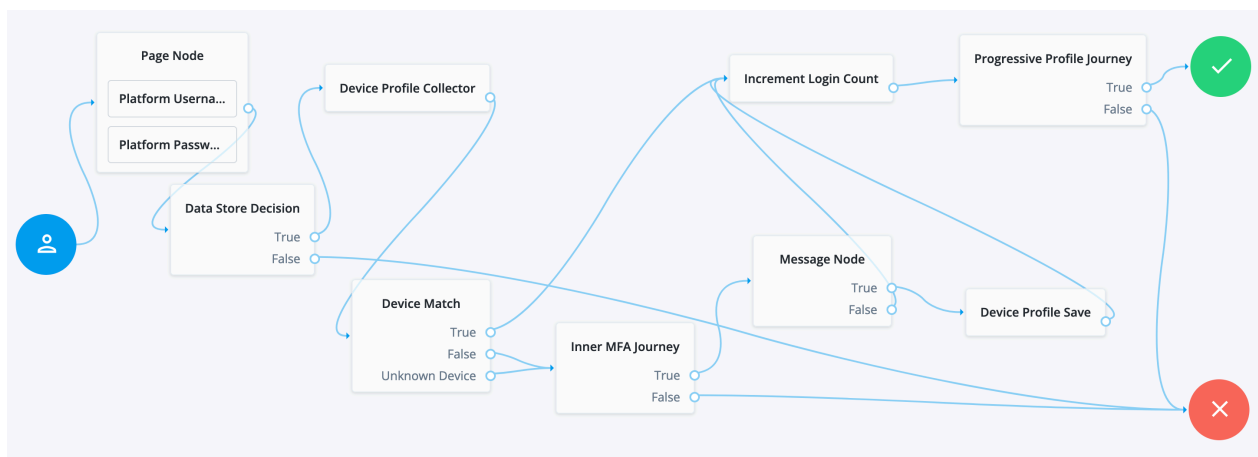 Page Node
Platform Userna...
Platform Passw...
Data Store Decision
True
False
Device Profile Collector
Device Match
True
False
Unknown Device
Inner MFA Journey
True
False
Increment Login Count
Message Node
True
False
Device Profile Save
Progressive Profile Journey
True
False